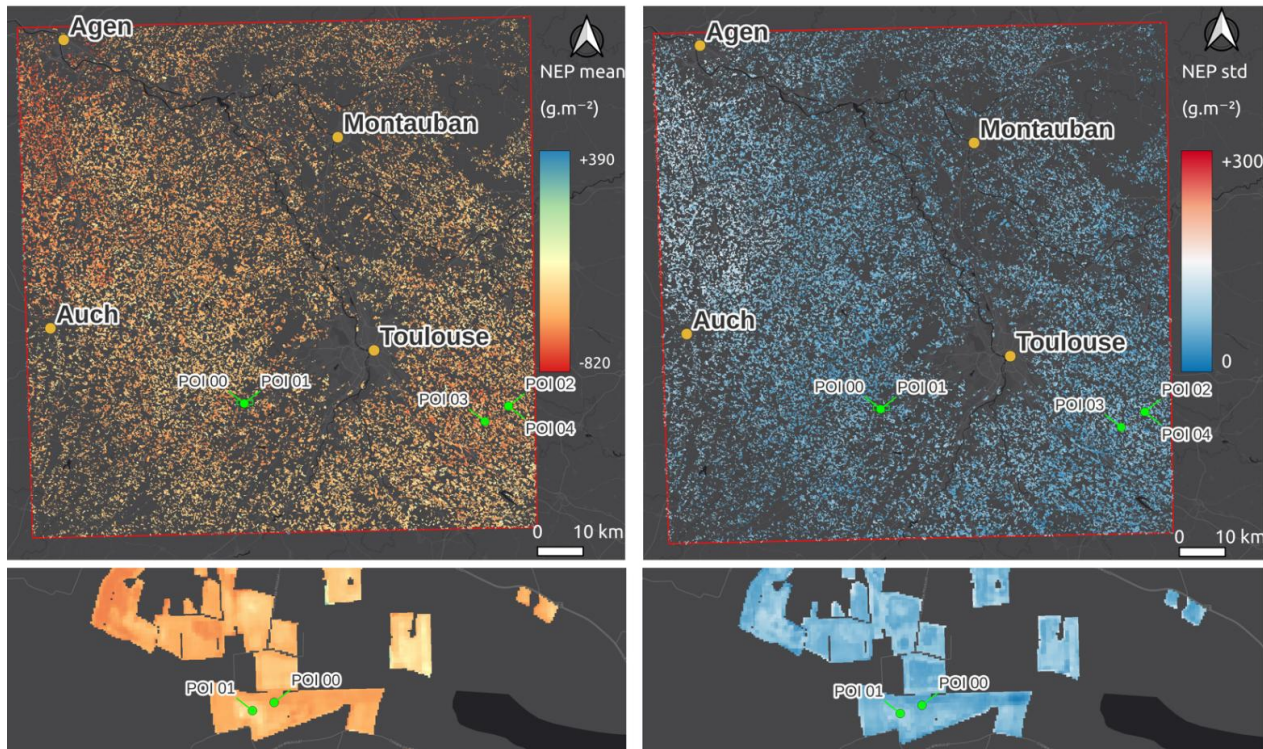 Agen
NEP mean
(g.m⁻²)
Montauban
+390
-820
Auch
Toulouse
POI 00
POI 01
POI 02
POI 03
POI 04
0 10 km
Agen
NEP std
(g.m⁻²)
Montauban
+300
0
Auch
Toulouse
POI 00
POI 01
POI 02
POI 03
POI 04
0 10 km
POI 01
POI 00
POI 01
POI 00